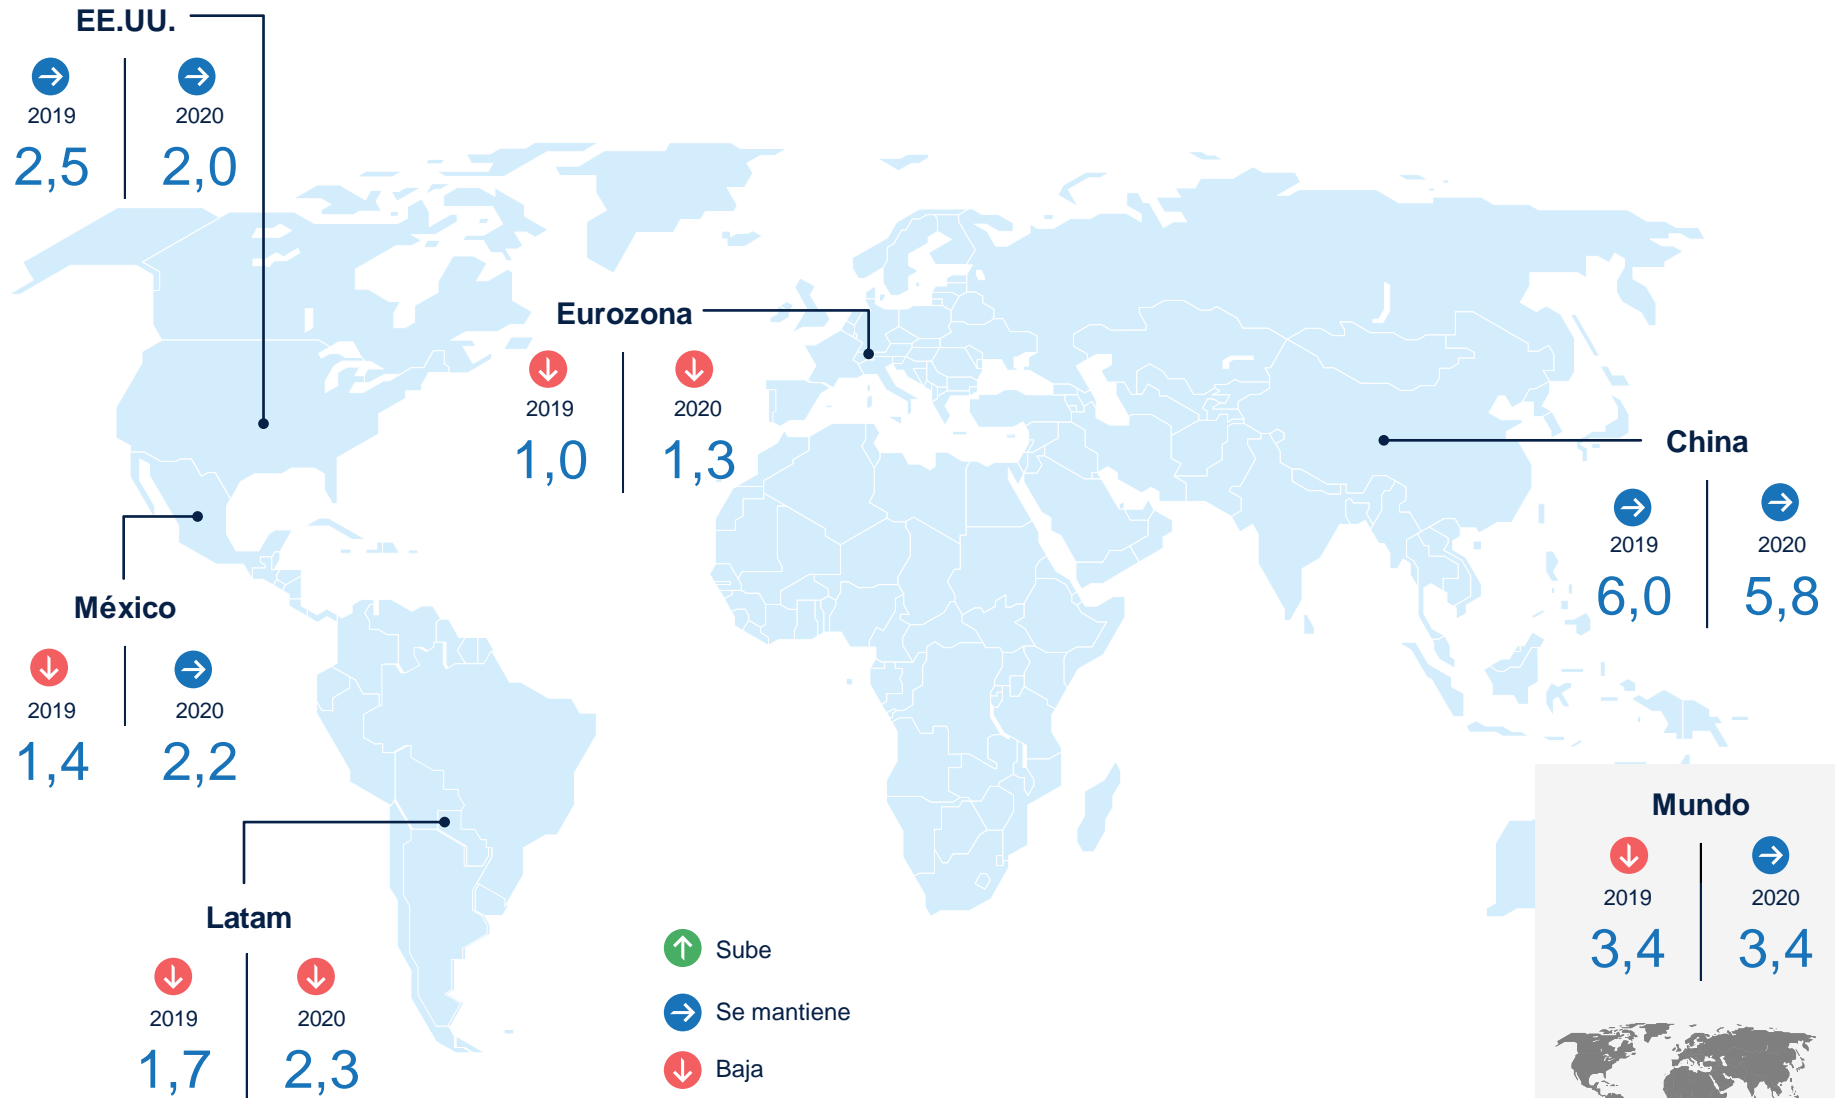 EE.UU.
2019 2020
2,5 2,0
Eurozona
2019 2020
1,0 1,3
China
2019 2020
6,0 5,8
México
2019 2020
1,4 2,2
Mundo
2019 2020
3,4 3,4
Latam
2019 2020
1,7 2,3
Sube
Se mantiene
Baja